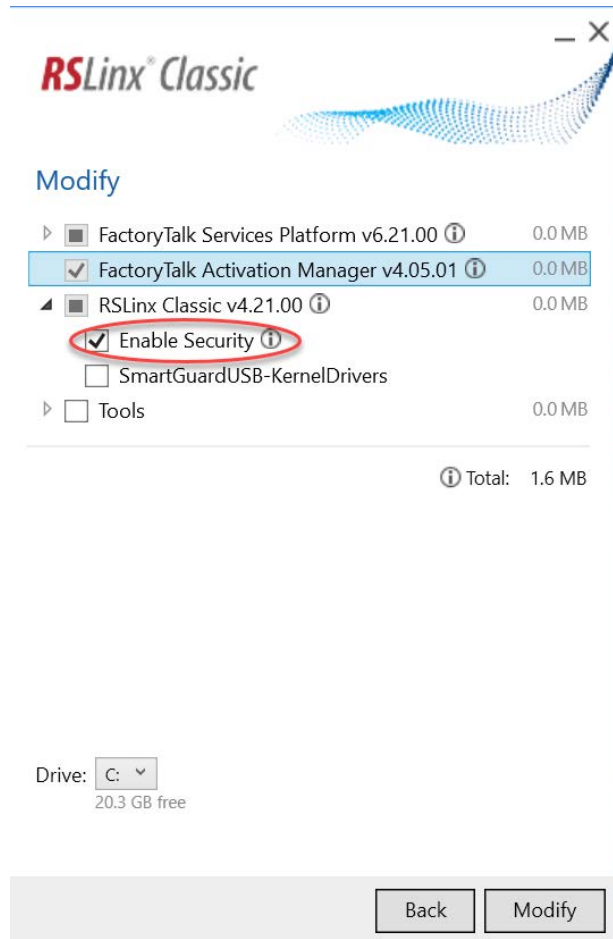 RSLinx® Classic
Modify
FactoryTalk Services Platform v6.21.00 0.0 MB
FactoryTalk Activation Manager v4.05.01 0.0 MB
RSLinx Classic v4.21.00 0.0 MB
Enable Security
SmartGuardUSB-KernelDrivers
Tools 0.0 MB
Total: 1.6 MB
Drive: C:
20.3 GB free
Back Modify